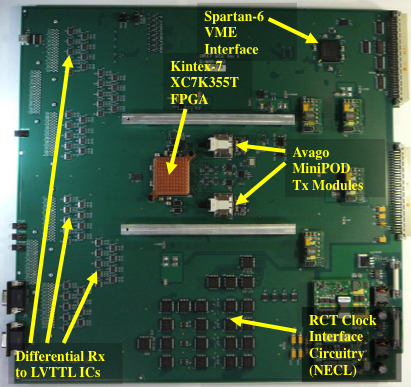 Spartan-6
VME
Interface
Kintex-7
XC7K355T
FPGA
Avago
MiniPOD
Tx Modules
RCT Clock
Interface
Circuitry
(NECL)
Differential Rx
to LVTTL ICs